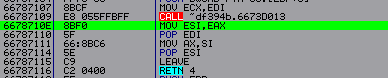 66787107 8BCF MOV ECX,EDI
66787109 E8 055FFBFF CALL ~df394b.6673D013
6678710E 8BF0 MOV ESI,EAX
66787110 5F POP EDI
66787111 66:8BC6 MOV AX,SI
66787114 5E POP ESI
66787115 C9 LEAVE
66787116 C2 0400 RETN 4